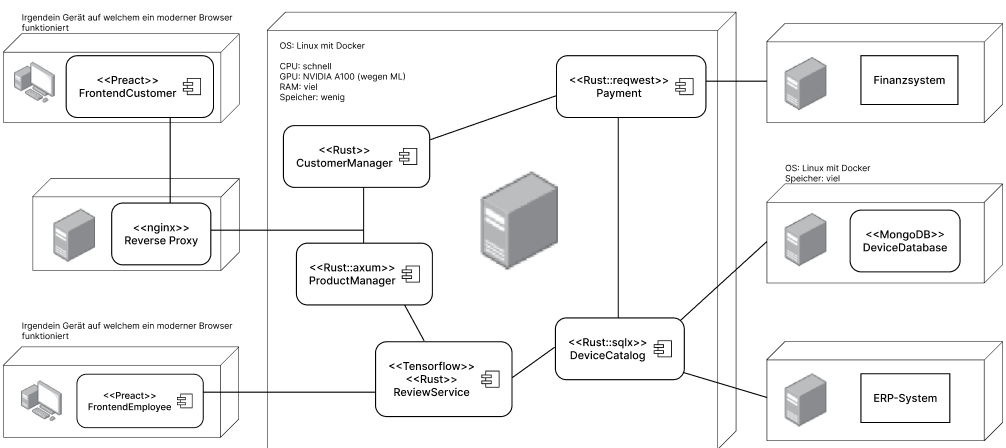 Irgendein Gerät auf welchem ein moderner Browser
funktioniert
<<Preact>>
FrontendCustomer
OS: Linux mit Docker
CPU: schnell
GPU: NVIDIA A100 (wegen ML)
RAM: viel
Speicher: wenig
<<Rust::reqwest>>
Payment
Finanzsystem
<<Rust>>
CustomerManager
OS: Linux mit Docker
Speicher: viel
<<nginx>>
Reverse Proxy
<<MongoDB>>
DeviceDatabase
<<Rust::axum>>
ProductManager
Irgendein Gerät auf welchem ein moderner Browser
funktioniert
<<Rust::sqlx>>
DeviceCatalog
<<Tensorflow>>
<<Rust>>
ReviewService
<<Preact>>
FrontendEmployee
ERP-System